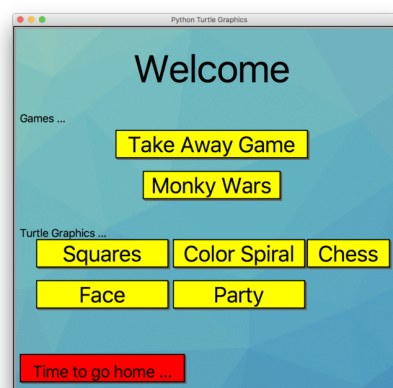 Python Turtle Graphics
Welcome
Games ...
Take Away Game
Monky Wars
Turtle Graphics ...
Squares Color Spiral Chess
Face Party
Time to go home ...